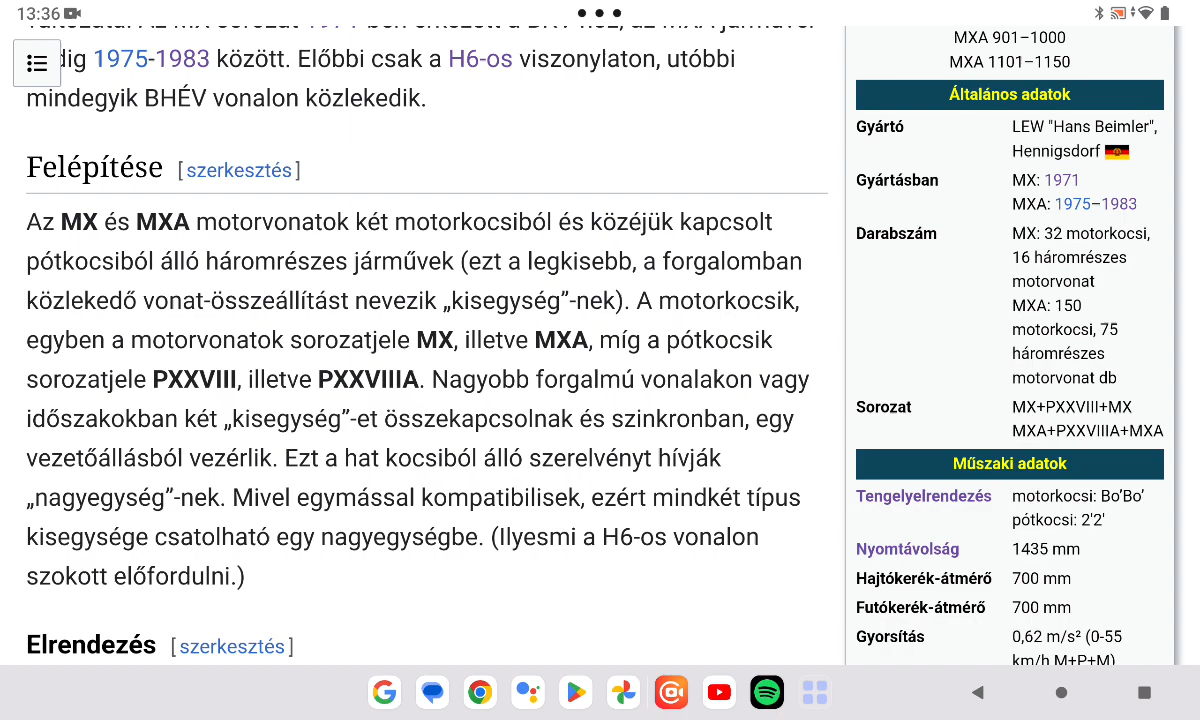 13:36
dig 1975-1983 között. Előbbi csak a H6-os viszonylaton, utóbbi
mindegyik BHÉV vonalon közlekedik.
Felépítése [szerkesztés]
Az MX és MXA motorvonatok két motorkocsiból és közéjük kapcsolt
pótkocsiból álló háromrészes járművek (ezt a legkisebb, a forgalomban
közlekedő vonat-összeállítást nevezik „kisegység”-nek). A motorkocsik,
egyben a motorvonatok sorozatjele MX, illetve MXA, míg a pótkocsik
sorozatjele PXXVIII, illetve PXXVIIIA. Nagyobb forgalmú vonalakon vagy
időszakokban két „kisegység”-et összekapcsolnak és szinkronban, egy
vezetőállásból vezérlik. Ezt a hat kocsiból álló szerelvényt hívják
„nagyegység”-nek. Mivel egymással kompatibilisek, ezért mindkét típus
kisegysége csatolható egy nagyegységbe. (Ilyesmi a H6-os vonalon
szokott előfordulni.)
Elrendezés [szerkesztés]
MXA 901–1000
MXA 1101–1150
Általános adatok
Gyártó LEW "Hans Beimler",
Hennigsdorf
Gyártásban MX: 1971
MXA: 1975–1983
Darabszám MX: 32 motorkocsi,
16 háromrészes
motorvonat
MXA: 150
motorkocsi, 75
háromrészes
motorvonat db
Sorozat MX+PXXVIII+MX
MXA+PXXVIIIA+MXA
Műszaki adatok
Tengelyelrendezés motorkocsi: Bo’Bo’
pótkocsi: 2'2'
Nyomtávolság 1435 mm
Hajtókerék-átmérő 700 mm
Futókerék-átmérő 700 mm
Gyorsítás 0,62 m/s² (0-55
km/h M+P+M)